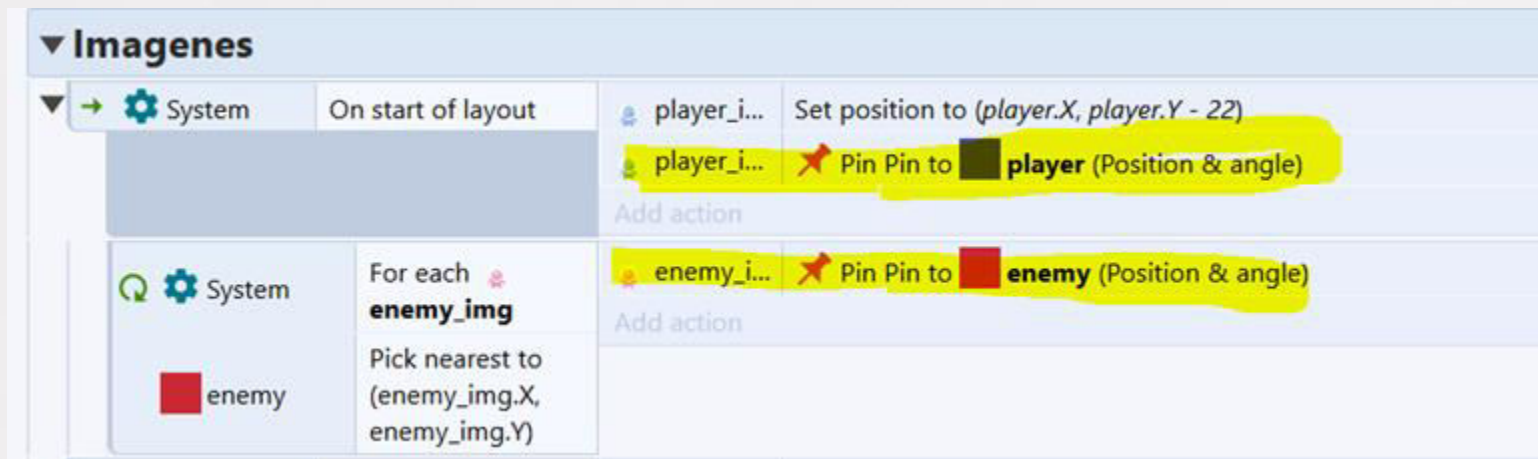 Imagenes
System On start of layout player_i... Set position to (player.X, player.Y - 22)
player_i... Pin Pin to player (Position & angle)
Add action
System For each enemy_img enemy_i... Pin Pin to enemy (Position & angle)
Add action
enemy Pick nearest to
(enemy_img.X,
enemy_img.Y)